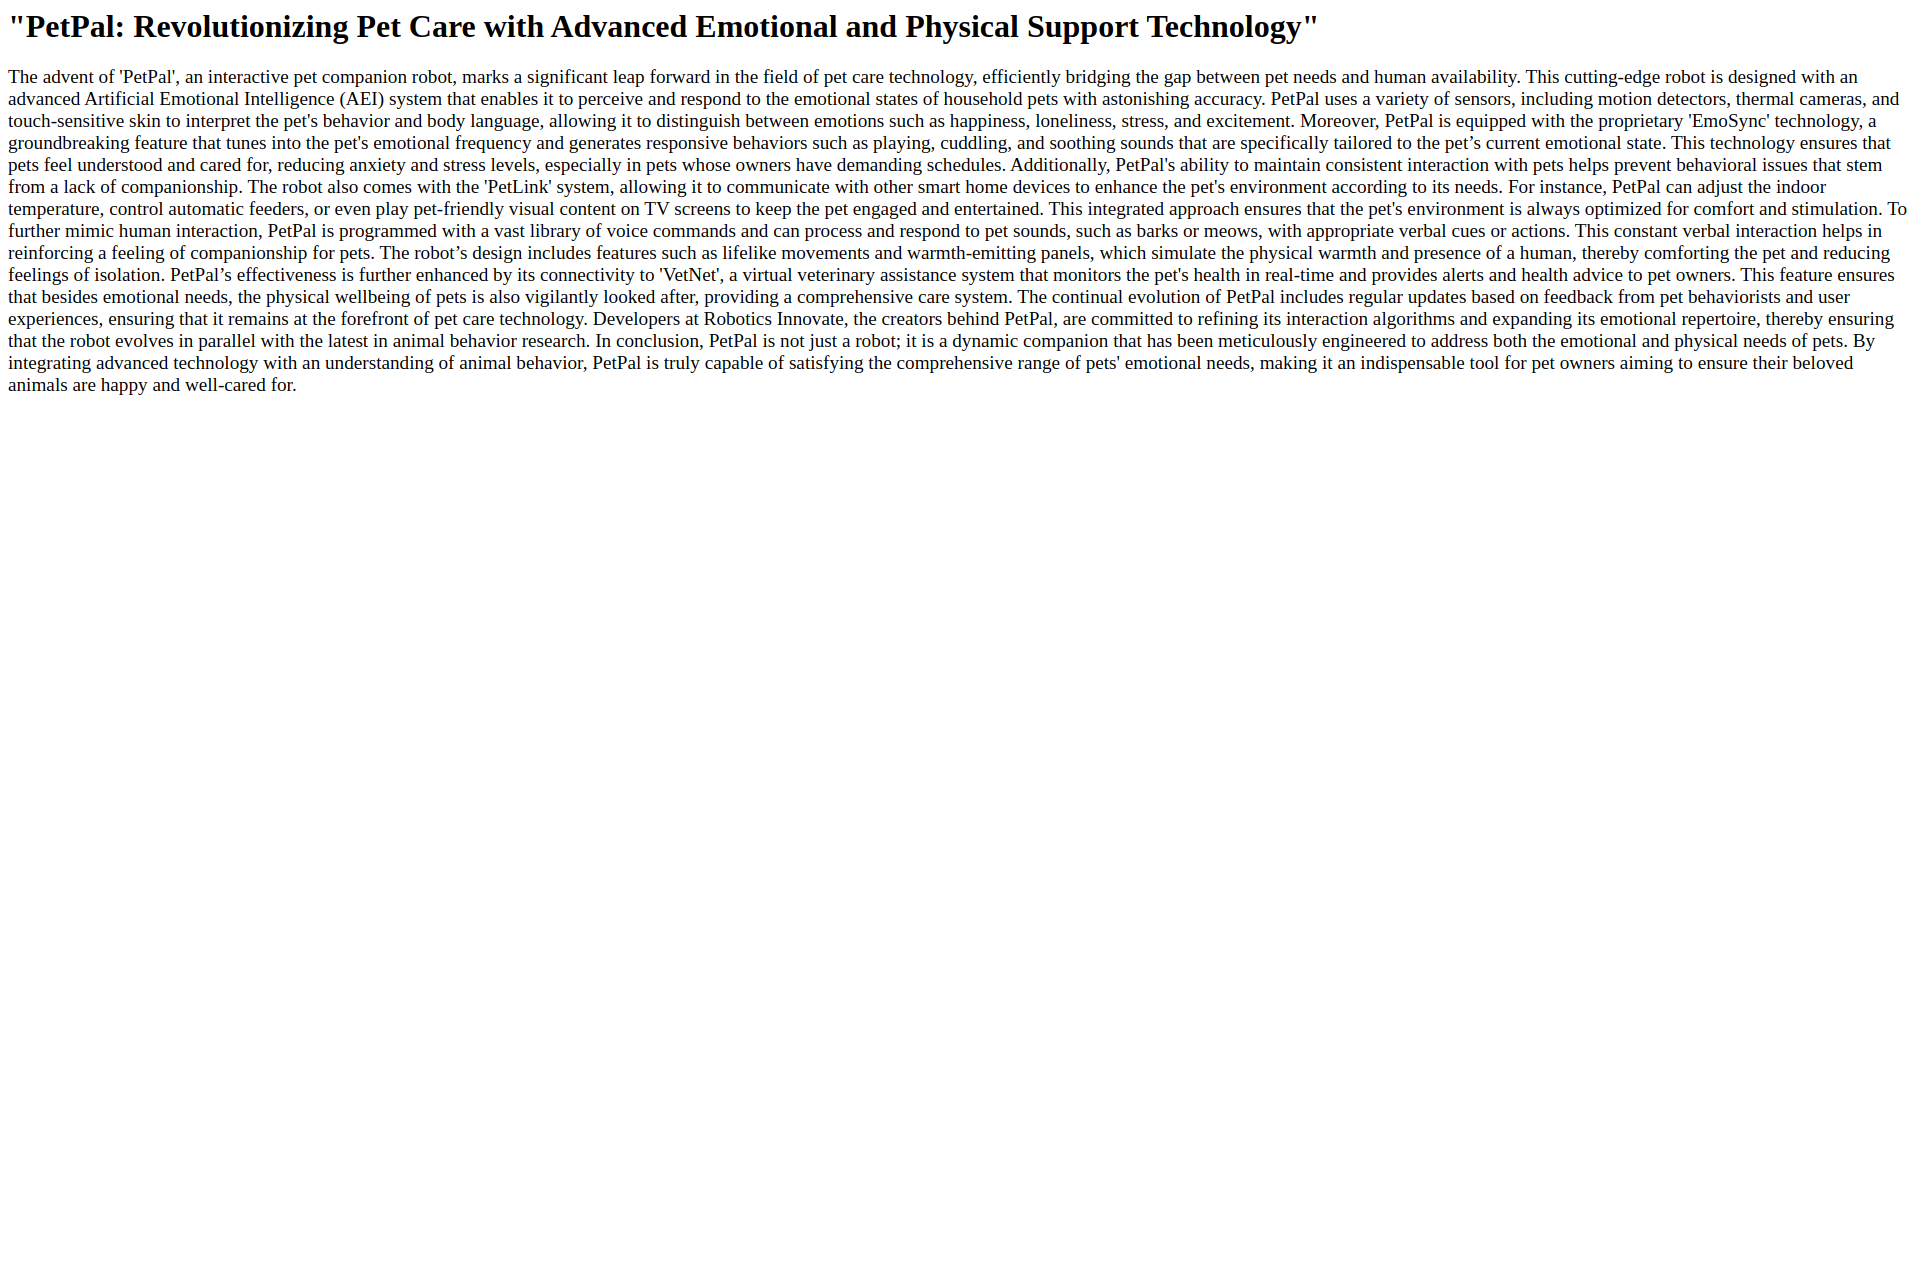 "PetPal: Revolutionizing Pet Care with Advanced Emotional and Physical Support Technology"
The advent of 'PetPal', an interactive pet companion robot, marks a significant leap forward in the field of pet care technology, efficiently bridging the gap between pet needs and human availability. This cutting-edge robot is designed with an
advanced Artificial Emotional Intelligence (AEI) system that enables it to perceive and respond to the emotional states of household pets with astonishing accuracy. PetPal uses a variety of sensors, including motion detectors, thermal cameras, and
touch-sensitive skin to interpret the pet's behavior and body language, allowing it to distinguish between emotions such as happiness, loneliness, stress, and excitement. Moreover, PetPal is equipped with the proprietary 'EmoSync' technology, a
groundbreaking feature that tunes into the pet's emotional frequency and generates responsive behaviors such as playing, cuddling, and soothing sounds that are specifically tailored to the pet’s current emotional state. This technology ensures that
pets feel understood and cared for, reducing anxiety and stress levels, especially in pets whose owners have demanding schedules. Additionally, PetPal's ability to maintain consistent interaction with pets helps prevent behavioral issues that stem
from a lack of companionship. The robot also comes with the 'PetLink' system, allowing it to communicate with other smart home devices to enhance the pet's environment according to its needs. For instance, PetPal can adjust the indoor
temperature, control automatic feeders, or even play pet-friendly visual content on TV screens to keep the pet engaged and entertained. This integrated approach ensures that the pet's environment is always optimized for comfort and stimulation. To
further mimic human interaction, PetPal is programmed with a vast library of voice commands and can process and respond to pet sounds, such as barks or meows, with appropriate verbal cues or actions. This constant verbal interaction helps in
reinforcing a feeling of companionship for pets. The robot’s design includes features such as lifelike movements and warmth-emitting panels, which simulate the physical warmth and presence of a human, thereby comforting the pet and reducing
feelings of isolation. PetPal’s effectiveness is further enhanced by its connectivity to 'VetNet', a virtual veterinary assistance system that monitors the pet's health in real-time and provides alerts and health advice to pet owners. This feature ensures
that besides emotional needs, the physical wellbeing of pets is also vigilantly looked after, providing a comprehensive care system. The continual evolution of PetPal includes regular updates based on feedback from pet behaviorists and user
experiences, ensuring that it remains at the forefront of pet care technology. Developers at Robotics Innovate, the creators behind PetPal, are committed to refining its interaction algorithms and expanding its emotional repertoire, thereby ensuring
that the robot evolves in parallel with the latest in animal behavior research. In conclusion, PetPal is not just a robot; it is a dynamic companion that has been meticulously engineered to address both the emotional and physical needs of pets. By
integrating advanced technology with an understanding of animal behavior, PetPal is truly capable of satisfying the comprehensive range of pets' emotional needs, making it an indispensable tool for pet owners aiming to ensure their beloved
animals are happy and well-cared for.